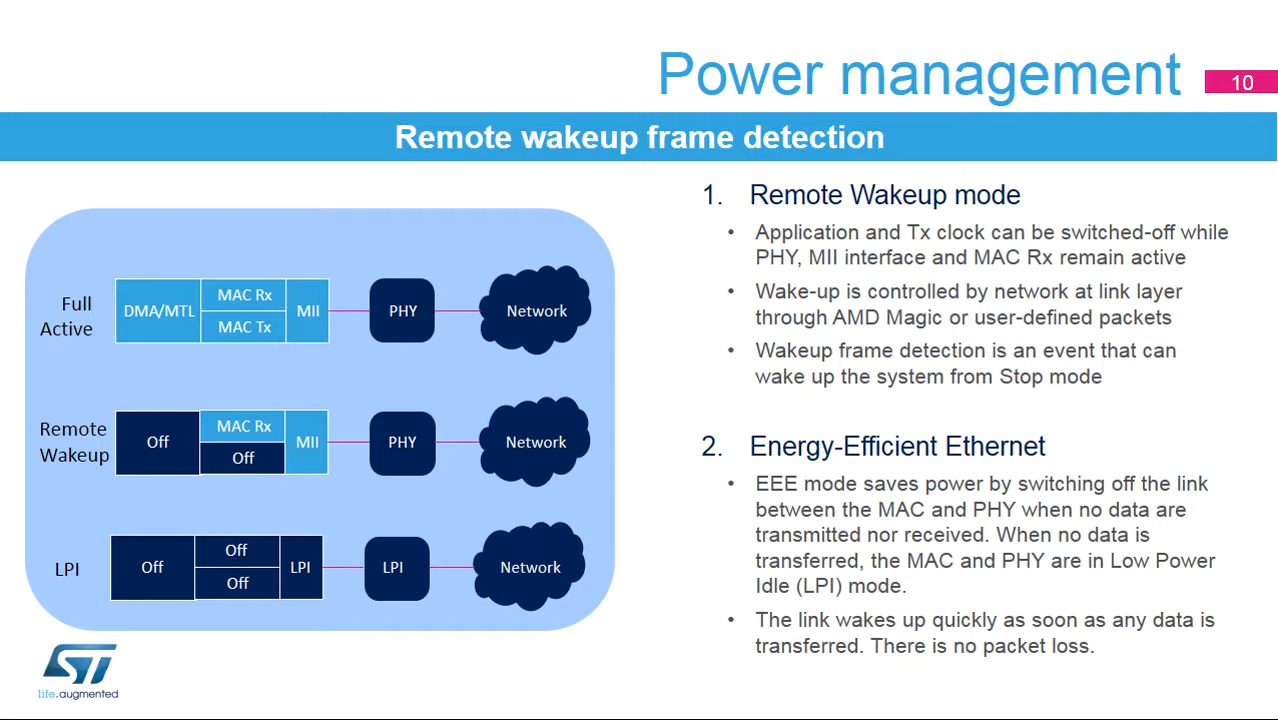 Power management
10
Remote wakeup frame detection
Full
Active
DMA/MTL
MAC Rx
MAC Tx
MII
PHY
Network
Remote
Wakeup
Off
MAC Rx
Off
MII
PHY
Network
LPI
Off
Off
Off
LPI
LPI
Network
1. Remote Wakeup mode
• Application and Tx clock can be switched-off while
PHY, MII interface and MAC Rx remain active
• Wake-up is controlled by network at link layer
through AMD Magic or user-defined packets
• Wakeup frame detection is an event that can
wake up the system from Stop mode
2. Energy-Efficient Ethernet
• EEE mode saves power by switching off the link
between the MAC and PHY when no data are
transmitted nor received. When no data is
transferred, the MAC and PHY are in Low Power
Idle (LPI) mode.
• The link wakes up quickly as soon as any data is
transferred. There is no packet loss.
ST
life.augmented